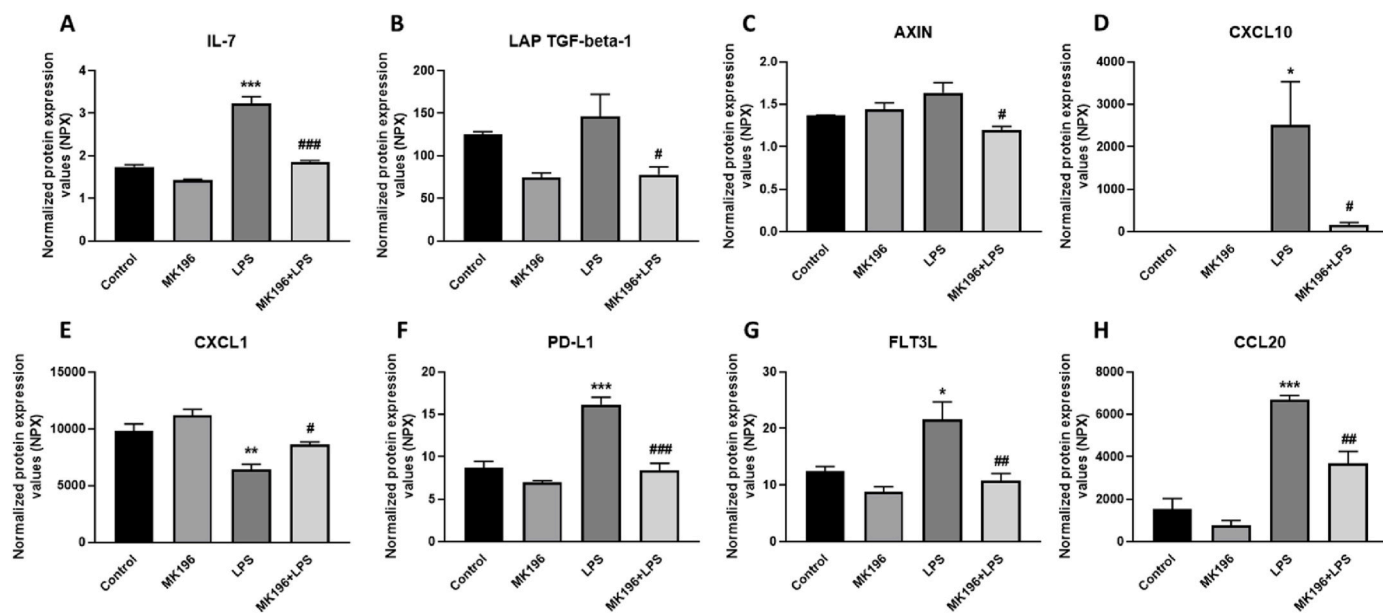 A
IL-7
Normalized protein expression
values (NPX)
4
3
2
1
0
***
###
Control
MK196
LPS
MK196+LPS
B
LAP TGF-beta-1
Normalized protein expression
values (NPX)
150
100
50
0
#
Control
MK196
LPS
MK196+LPS
C
AXIN
Normalized protein expression
values (NPX)
2.0
1.5
1.0
0.5
0.0
#
Control
MK196
LPS
MK196+LPS
D
CXCL10
Normalized protein expression
values (NPX)
4000
3000
2000
1000
0
*
#
Control
MK196
LPS
MK196+LPS
E
CXCL1
Normalized protein expression
values (NPX)
15000
10000
5000
0
**
#
Control
MK196
LPS
MK196+LPS
F
PD-L1
Normalized protein expression
values (NPX)
20
15
10
5
0
***
###
Control
MK196
LPS
MK196+LPS
G
FLT3L
Normalized protein expression
values (NPX)
30
20
10
0
*
##
Control
MK196
LPS
MK196+LPS
H
CCL20
Normalized protein expression
values (NPX)
8000
6000
4000
2000
0
***
##
Control
MK196
LPS
MK196+LPS